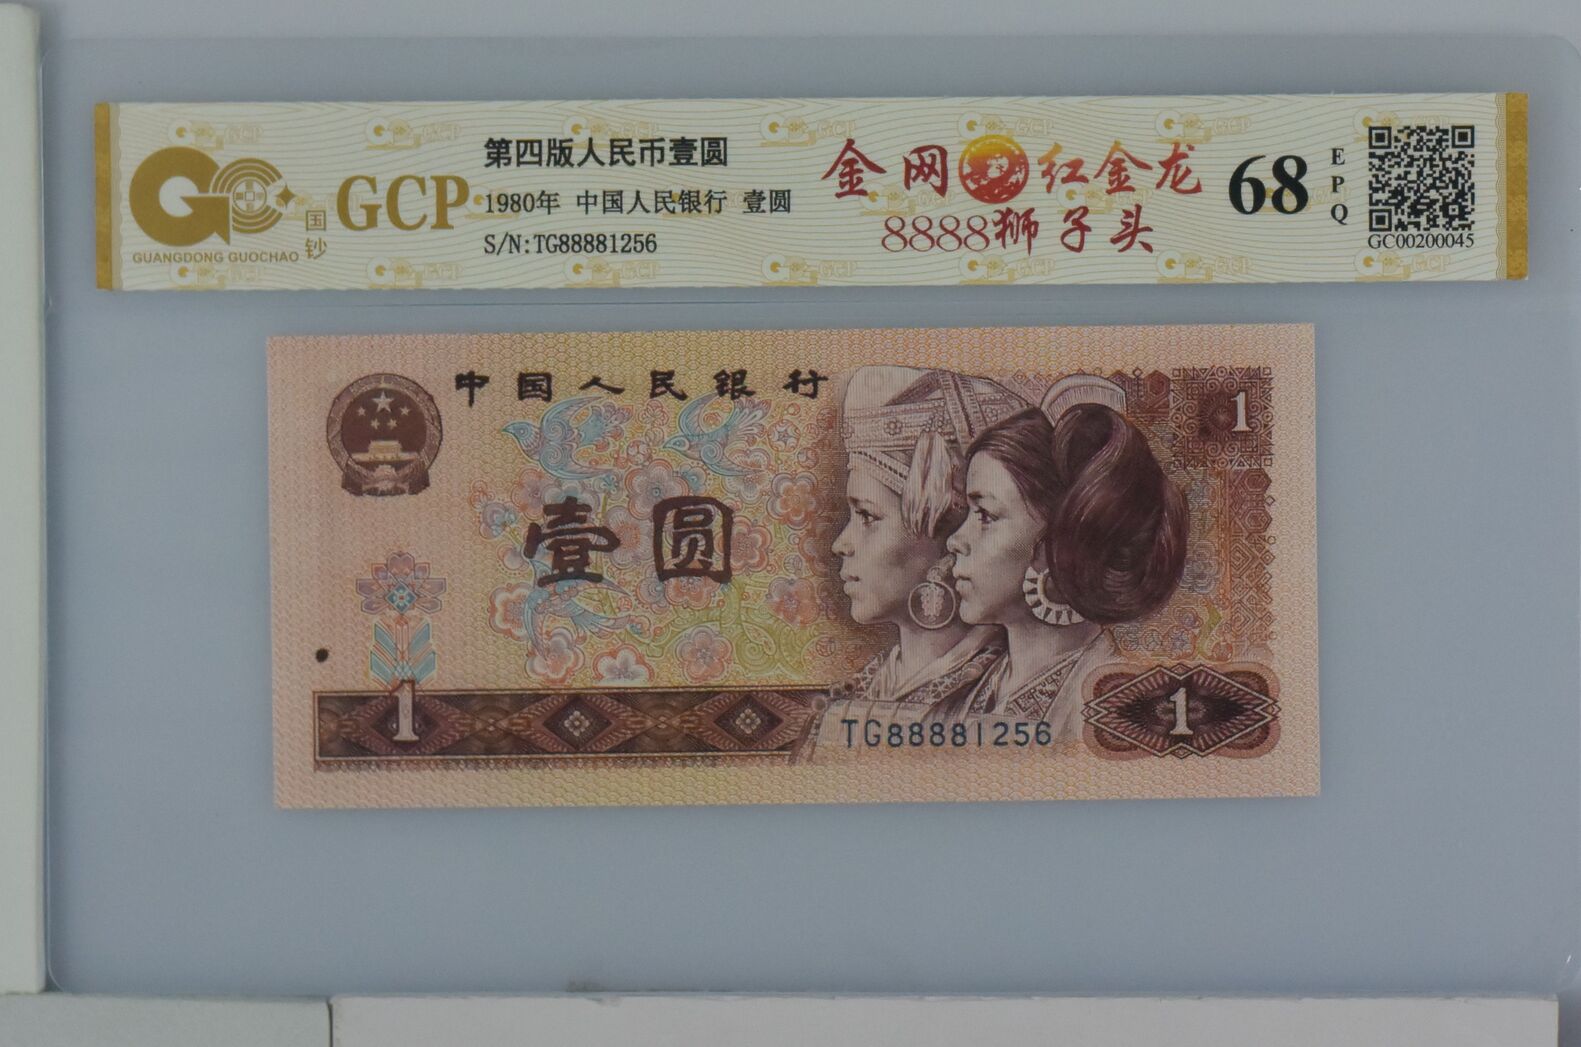 GCP
国钞
GUANGDONG GUOCHAO
第四版人民币壹圆
1980年 中国人民银行 壹圆
S/N:TG88881256
金网 红金龙
8888狮子头
68
EPQ
GC00200045
中国人民银行
1
壹圆
1
1
TG88881256